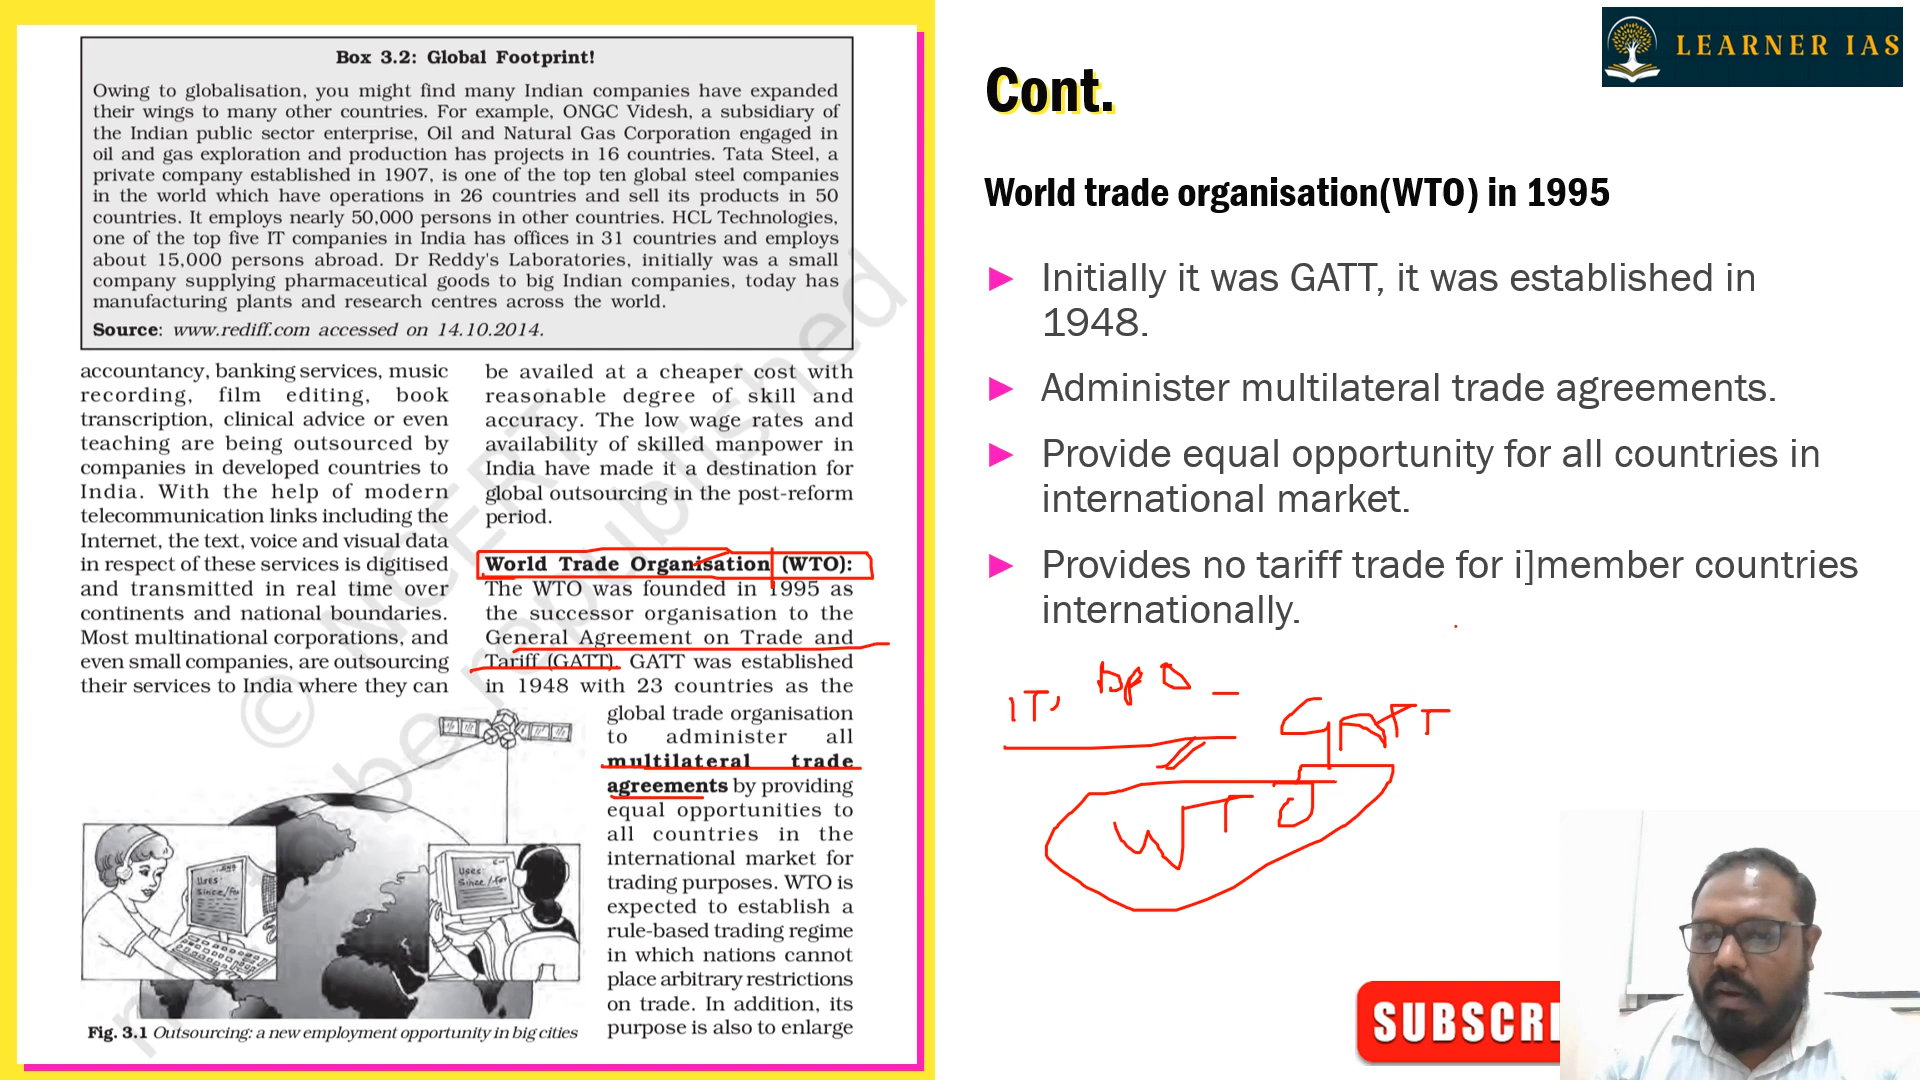 Box 3.2: Global Footprint!
Owing to globalisation, you might find many Indian companies have expanded
their wings to many other countries. For example, ONGC Videsh, a subsidiary of
the Indian public sector enterprise, Oil and Natural Gas Corporation engaged in
oil and gas exploration and production has projects in 16 countries. Tata Steel, a
private company established in 1907, is one of the top ten global steel companies
in the world which have operations in 26 countries and sell its products in 50
countries. It employs nearly 50,000 persons in other countries. HCL Technologies,
one of the top five IT companies in India has offices in 31 countries and employs
about 15,000 persons abroad. Dr Reddy's Laboratories, initially was a small
company supplying pharmaceutical goods to big Indian companies, today has
manufacturing plants and research centres across the world.
Source: www.rediff.com accessed on 14.10.2014.
accountancy, banking services, music
recording, film editing, book
transcription, clinical advice or even
teaching are being outsourced by
companies in developed countries to
India. With the help of modern
telecommunication links including the
Internet, the text, voice and visual data
in respect of these services is digitised
and transmitted in real time over
continents and national boundaries.
Most multinational corporations, and
even small companies, are outsourcing
their services to India where they can
be availed at a cheaper cost with
reasonable degree of skill and
accuracy. The low wage rates and
availability of skilled manpower in
India have made it a destination for
global outsourcing in the post-reform
period.
World Trade Organisation (WTO):
The WTO was founded in 1995 as
the successor organisation to the
General Agreement on Trade and
Tariff (GATT). GATT was established
in 1948 with 23 countries as the
global trade organisation
to administer all
multilateral trade
agreements by providing
equal opportunities to
all countries in the
international market for
trading purposes. WTO is
expected to establish a
rule-based trading regime
in which nations cannot
place arbitrary restrictions
on trade. In addition, its
purpose is also to enlarge
Uses:
Since/For
Uses:
Since/For
Fig. 3.1 Outsourcing: a new employment opportunity in big cities
© NCERT
not to be republished
LEARNER IAS
Cont.
World trade organisation(WTO) in 1995
► Initially it was GATT, it was established in
1948.
► Administer multilateral trade agreements.
► Provide equal opportunity for all countries in
international market.
► Provides no tariff trade for i]member countries
internationally.
IT, bpo _
GATT
WTO
SUBSCRI